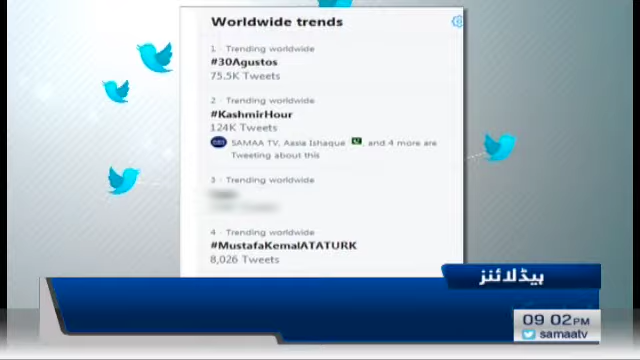 Worldwide trends
1 · Trending worldwide
#30Agustos
75.5K Tweets
2 · Trending worldwide
#KashmirHour
124K Tweets
SAMAA TV, Aasia Ishaque 🇵🇰, and 4 more are
Tweeting about this
3 · Trending worldwide
4 · Trending worldwide
#MustafaKemalATATURK
8,026 Tweets
ہیڈلائنز
09 02PM
samaatv